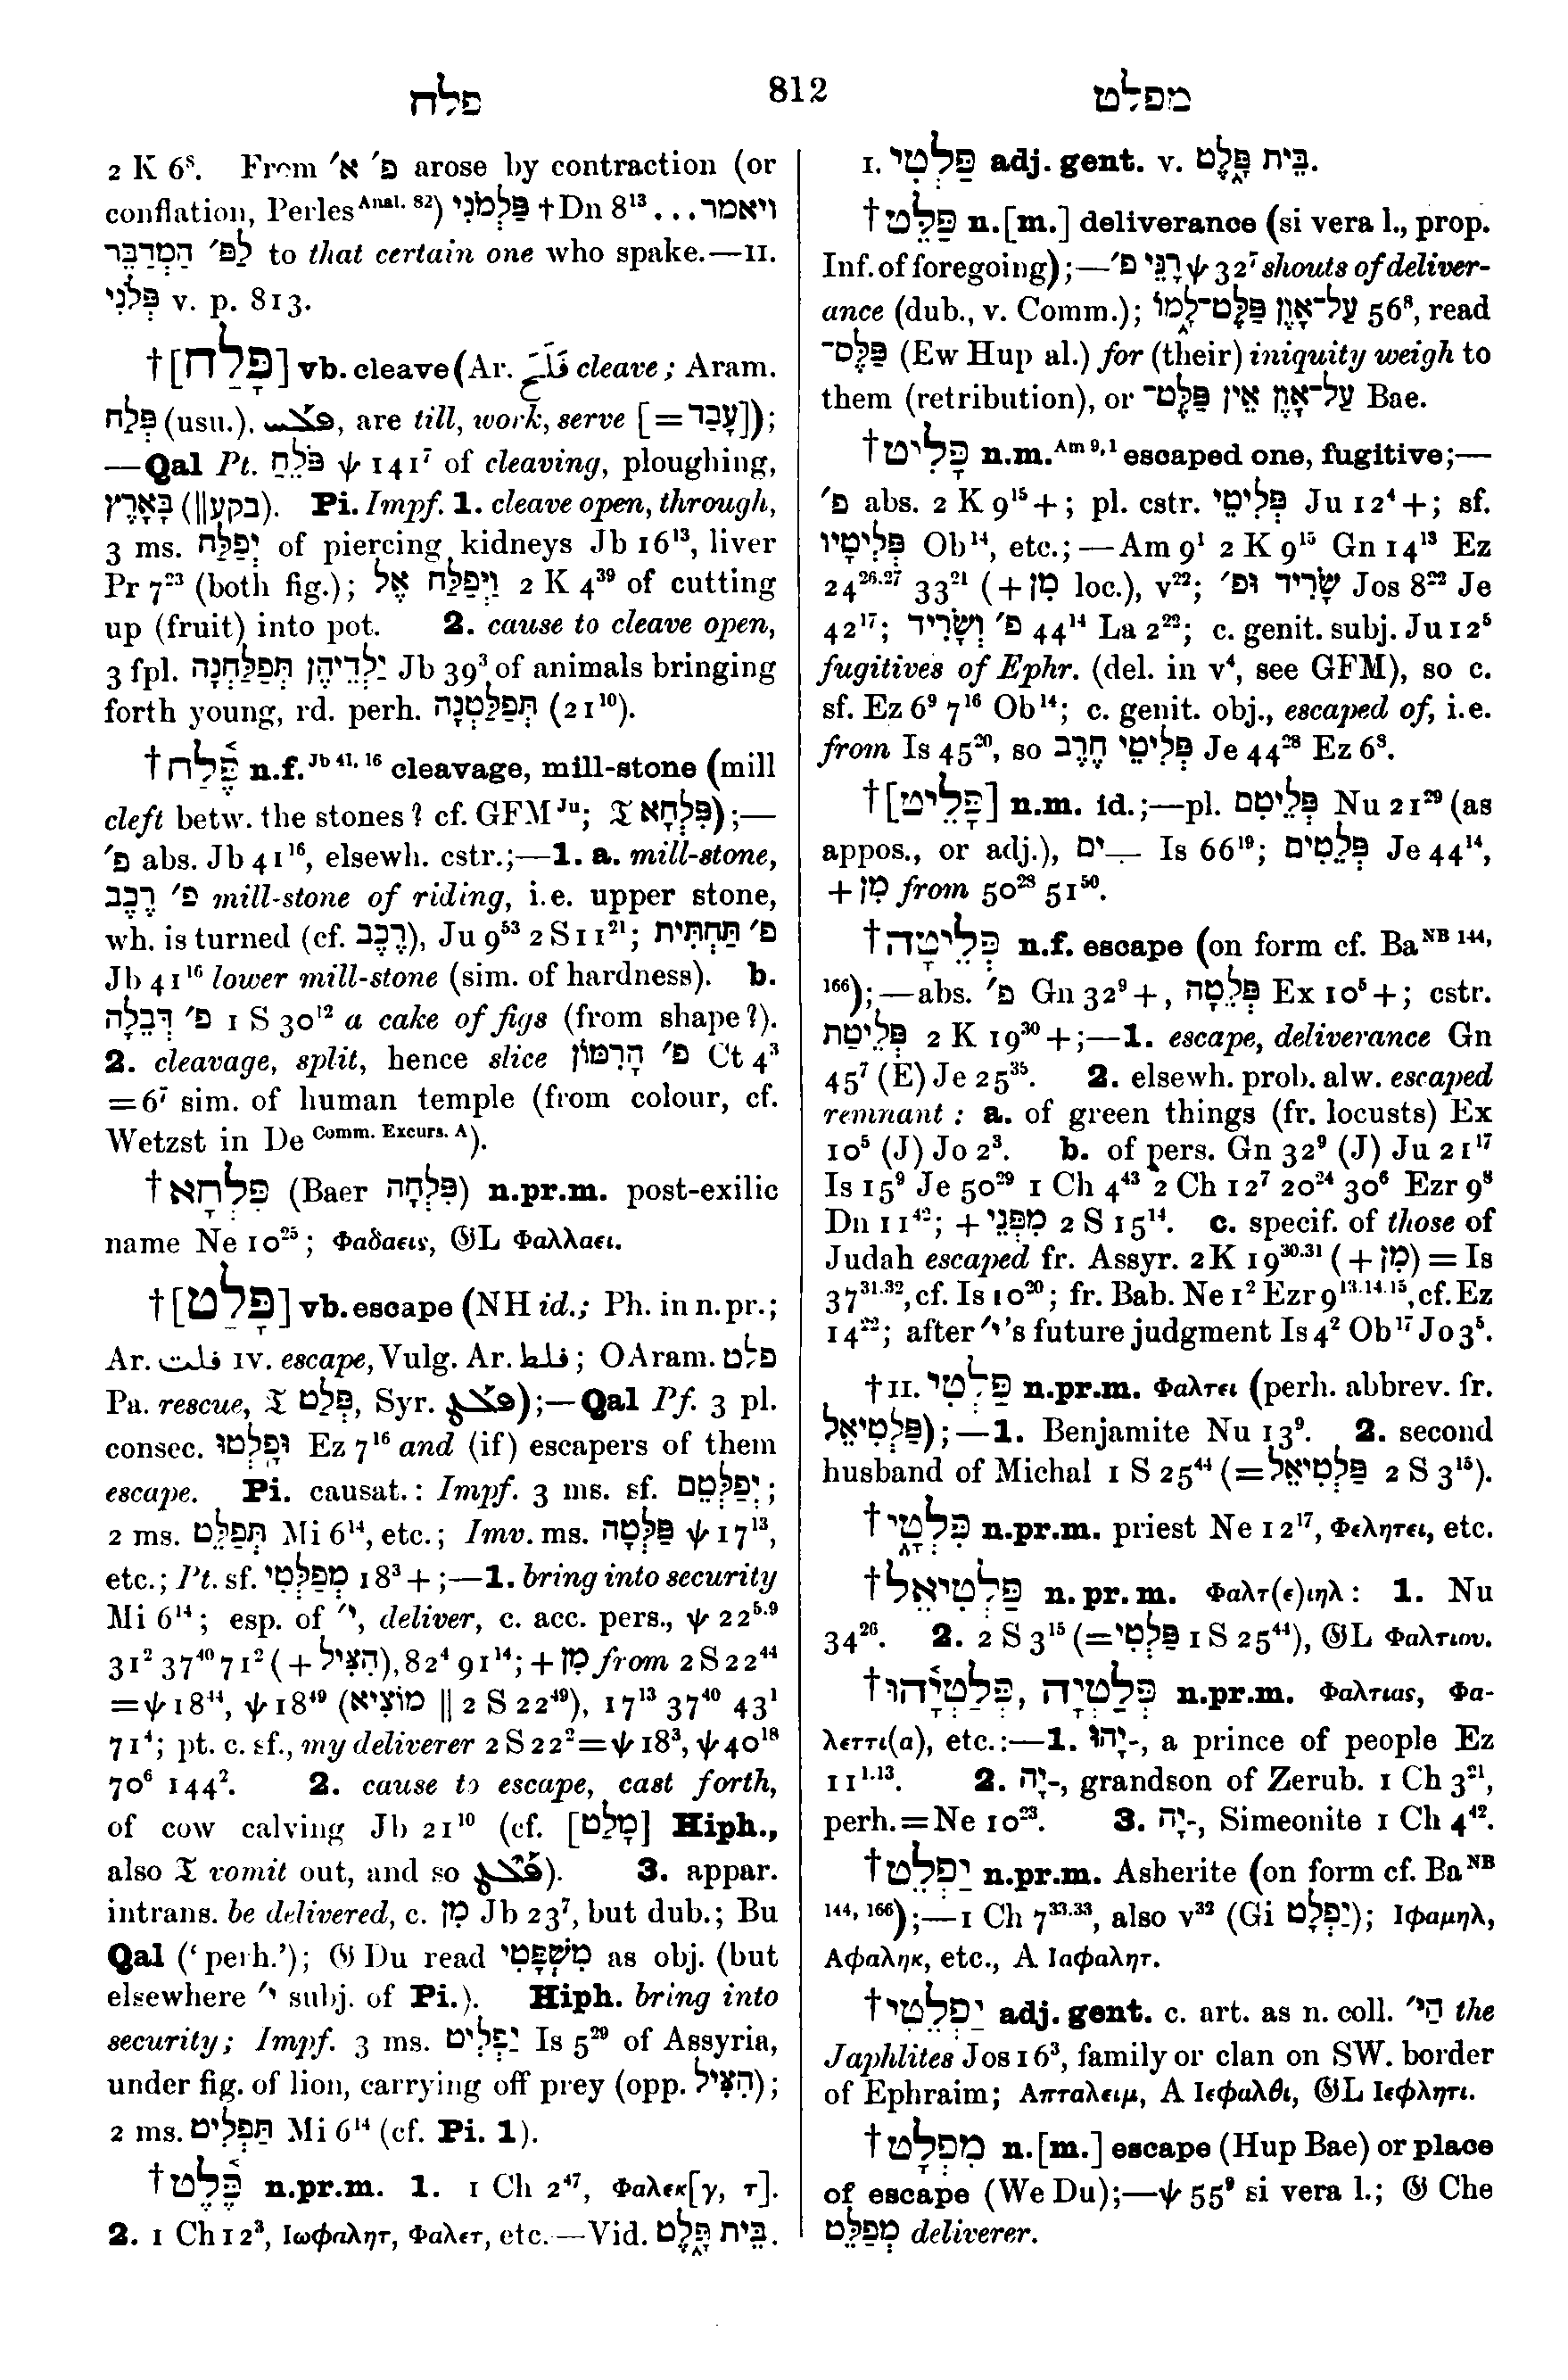 פלח
812
מפלט
2 K 6⁸. From פ׳ א׳ arose by contraction (or
conflation, Perles Anal. 82) פַּלְמֹנִי †Dn 8¹³ ... ויאמר
לַפּ׳ הַמְדַבֵּר to that certain one who spake.—II.
פְּלֹנִי v. p. 813.
†[פָּלַח] vb. cleave (Ar. فَلَحَ cleave; Aram.
פְּלַח (usu.), ܦܠܚ, are till, work, serve [=עָבַד]);
—Qal Pt. פֹּלֵחַ ψ 141⁷ of cleaving, ploughing,
בָּאָרֶץ (||בקע). Pi. Impf. 1. cleave open, through,
3 ms. יְפַלַּח of piercing kidneys Jb 16¹³, liver
Pr 7²³ (both fig.); וַיְפַלַּח אֶל 2 K 4³⁹ of cutting
up (fruit) into pot. 2. cause to cleave open,
3 fpl. יַלְדֵיהֶן תְּפַלַּחְנָה Jb 39³ of animals bringing
forth young, rd. perh. תְּפַלֵּטְנָה (21¹⁰).
†פֶּ֫לַח n.f. Jb 41, 16 cleavage, mill-stone (mill
cleft betw. the stones? cf. GFM Ju; 𝔗 פִּלְחָא);—
פ׳ abs. Jb 41¹⁶, elsewh. cstr.;—1. a. mill-stone,
פ׳ רֶכֶב mill-stone of riding, i.e. upper stone,
wh. is turned (cf. רֶכֶב), Ju 9⁵³ 2 S 11²¹; פ׳ תַּחְתִּית
Jb 41¹⁶ lower mill-stone (sim. of hardness). b.
פ׳ דְּבֵלָה 1 S 30¹² a cake of figs (from shape?).
2. cleavage, split, hence slice פ׳ הָרִמּוֹן Ct 4³
=6⁷ sim. of human temple (from colour, cf.
Wetzst in De Comm. Excurs. A).
†פִּלְחָא (Baer פִּלְחָה) n.pr.m. post-exilic
name Ne 10²⁵; Φαδαεις, 𝔊L Φαλλαει.
†[פָּלַט] vb. escape (NH id.; Ph. in n.pr.;
Ar. فلت IV. escape, Vulg. Ar. فلط; OAram. פלט
Pa. rescue, 𝔗 פְּלַט, Syr. ܦܠܛ);—Qal Pf. 3 pl.
consec. וּפָלְטוּ Ez 7¹⁶ and (if) escapers of them
escape. Pi. causat.: Impf. 3 ms. sf. יְפַלְּטֵם;
2 ms. תְּפַלֵּט Mi 6¹⁴, etc.; Imv. ms. פַּלְּטָה ψ 17¹³,
etc.; Pt. sf. מְפַלְטִי 18³ +;—1. bring into security
Mi 6¹⁴; esp. of י׳, deliver, c. acc. pers., ψ 22⁵·⁹
31² 37⁴⁰ 71² (+הִצִּיל), 82⁴ 91¹⁴; +מִן from 2 S 22⁴⁴
=ψ 18⁴⁴, ψ 18⁴⁹ (מוֹצִיא || 2 S 22⁴⁹), 17¹³ 37⁴⁰ 43¹
71⁴; pt. c. sf., my deliverer 2 S 22²=ψ 18³, ψ 40¹⁸
70⁶ 144². 2. cause to escape, cast forth,
of cow calving Jb 21¹⁰ (cf. [מָלַט] Hiph.,
also 𝔗 vomit out, and so ܦܠܛ). 3. appar.
intrans. be delivered, c. מִן Jb 23⁷, but dub.; Bu
Qal (‘perh.’); 𝔊 Du read מִשְׁפָּטִי as obj. (but
elsewhere י׳ subj. of Pi.). Hiph. bring into
security; Impf. 3 ms. יַפְלִיט Is 5²⁹ of Assyria,
under fig. of lion, carrying off prey (opp. הִצִּיל);
2 ms. תַּפְלִיט Mi 6¹⁴ (cf. Pi. 1).
†פֶּ֫לֶט n.pr.m. 1. 1 Ch 2⁴⁷, Φαλεκ[γ, τ].
2. 1 Ch 12³, Ιωφαλητ, Φαλετ, etc.—Vid. בֵּית פָּ֑לֶט.
I. פַּלְטִי adj. gent. v. בֵּית פָּ֑לֶט.
†פַּלֵּט n.[m.] deliverance (si vera l., prop.
Inf. of foregoing);—רָנֵּי פ׳ ψ 32⁷ shouts of deliver-
ance (dub., v. Comm.); עַל־אָוֶן פַּלֶּט־לָ֑מוֹ 56⁸, read
פַּלֶּס־ (Ew Hup al.) for (their) iniquity weigh to
them (retribution), or עַל־אָוֶן אֵין פַּלֶּט־ Bae.
†פָּלִיט n.m. Am 9, 1 escaped one, fugitive;—
פ׳ abs. 2 K 9¹⁵ +; pl. cstr. פְּלִיטֵי Ju 12⁴ +; sf.
פְּלִיטָיו Ob¹⁴, etc.;—Am 9¹ 2 K 9¹⁵ Gn 14¹³ Ez
24²⁶·²⁷ 33²¹ (+מִן loc.), v²²; שָׂרִיד וּפ׳ Jos 8²² Je
42¹⁷; פ׳ וְשָׂרִיד 44¹⁴ La 2²²; c. genit. subj. Ju 12⁵
fugitives of Ephr. (del. in v⁴, see GFM), so c.
sf. Ez 6⁹ 7¹⁶ Ob¹⁴; c. genit. obj., escaped of, i.e.
from Is 45²⁰, so פְּלִיטֵי חֶרֶב Je 44²⁸ Ez 6⁸.
†[פָּלֵיט] n.m. id.;—pl. פְּלֵיטִם Nu 21²⁹ (as
appos., or adj.), ־ִים Is 66¹⁹; פְּלֵטִים Je 44¹⁴,
+מִן from 50²⁸ 51⁵⁰.
†פְּלֵיטָה n.f. escape (on form cf. Ba NB 144,
166);—abs. פ׳ Gn 32⁹ +, פְּלֵטָה Ex 10⁵ +; cstr.
פְּלֵיטַת 2 K 19³⁰ +;—1. escape, deliverance Gn
45⁷ (E) Je 25³⁵. 2. elsewh. prob. alw. escaped
remnant: a. of green things (fr. locusts) Ex
10⁵ (J) Jo 2³. b. of pers. Gn 32⁹ (J) Ju 21¹⁷
Is 15⁹ Je 50²⁹ 1 Ch 4⁴³ 2 Ch 12⁷ 20²⁴ 30⁶ Ezr 9⁸
Dn 11⁴²; +מִפְּנֵי 2 S 15¹⁴. c. specif. of those of
Judah escaped fr. Assyr. 2 K 19³⁰·³¹ (+מִן)=Is
37³¹·³², cf. Is 10²⁰; fr. Bab. Ne 1² Ezr 9¹³·¹⁴·¹⁵, cf. Ez
14²²; after י׳'s future judgment Is 4² Ob¹⁷ Jo 3⁵.
†II. פַּלְטִי n.pr.m. Φαλτει (perh. abbrev. fr.
פַּלְטִיאֵל);—1. Benjamite Nu 13⁹. 2. second
husband of Michal 1 S 25⁴⁴ (=פַּלְטִיאֵל 2 S 3¹⁵).
†פִּלְטָ֑י n.pr.m. priest Ne 12¹⁷, Φελητει, etc.
†פַּלְטִיאֵל n.pr.m. Φαλτ(ε)ιηλ: 1. Nu
34²⁶. 2. 2 S 3¹⁵ (=פַּלְטִי 1 S 25⁴⁴), 𝔊L Φαλτιου.
†פְּלַטְיָ֫הוּ, פְּלַטְיָה n.pr.m. Φαλτιας, Φα-
λεττι(α), etc.:—1. ־יָהוּ, a prince of people Ez
11¹·¹³. 2. ־יָה, grandson of Zerub. 1 Ch 3²¹,
perh.=Ne 10²³. 3. ־יָה, Simeonite 1 Ch 4⁴².
†יַפְלֵט n.pr.m. Asherite (on form cf. Ba NB
144, 166);—1 Ch 7³³·³³, also v³² (Gi יַפְלֶט); Ιφαμηλ,
Αφαληκ, etc., A Ιαφαλητ.
†יַפְלֵטִי adj. gent. c. art. as n. coll. הַי׳ the
Japhlites Jos 16³, family or clan on SW. border
of Ephraim; Απταλειμ, A Ιεφαλθι, 𝔊L Ιεφλητι.
†מִפְלָט n.[m.] escape (Hup Bae) or place
of escape (We Du);—ψ 55⁹ si vera l.; 𝔊 Che
מְפַלֵּט deliverer.